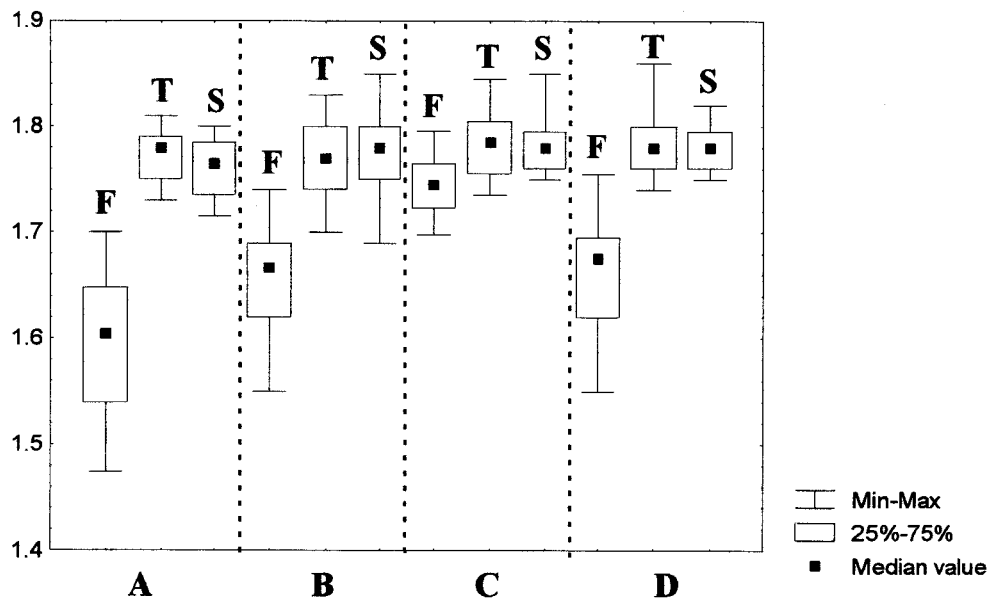 1.9
1.8
1.7
1.6
1.5
1.4
F T S
F T S
F T S
F T S
A B C D
Min-Max
25%-75%
Median value